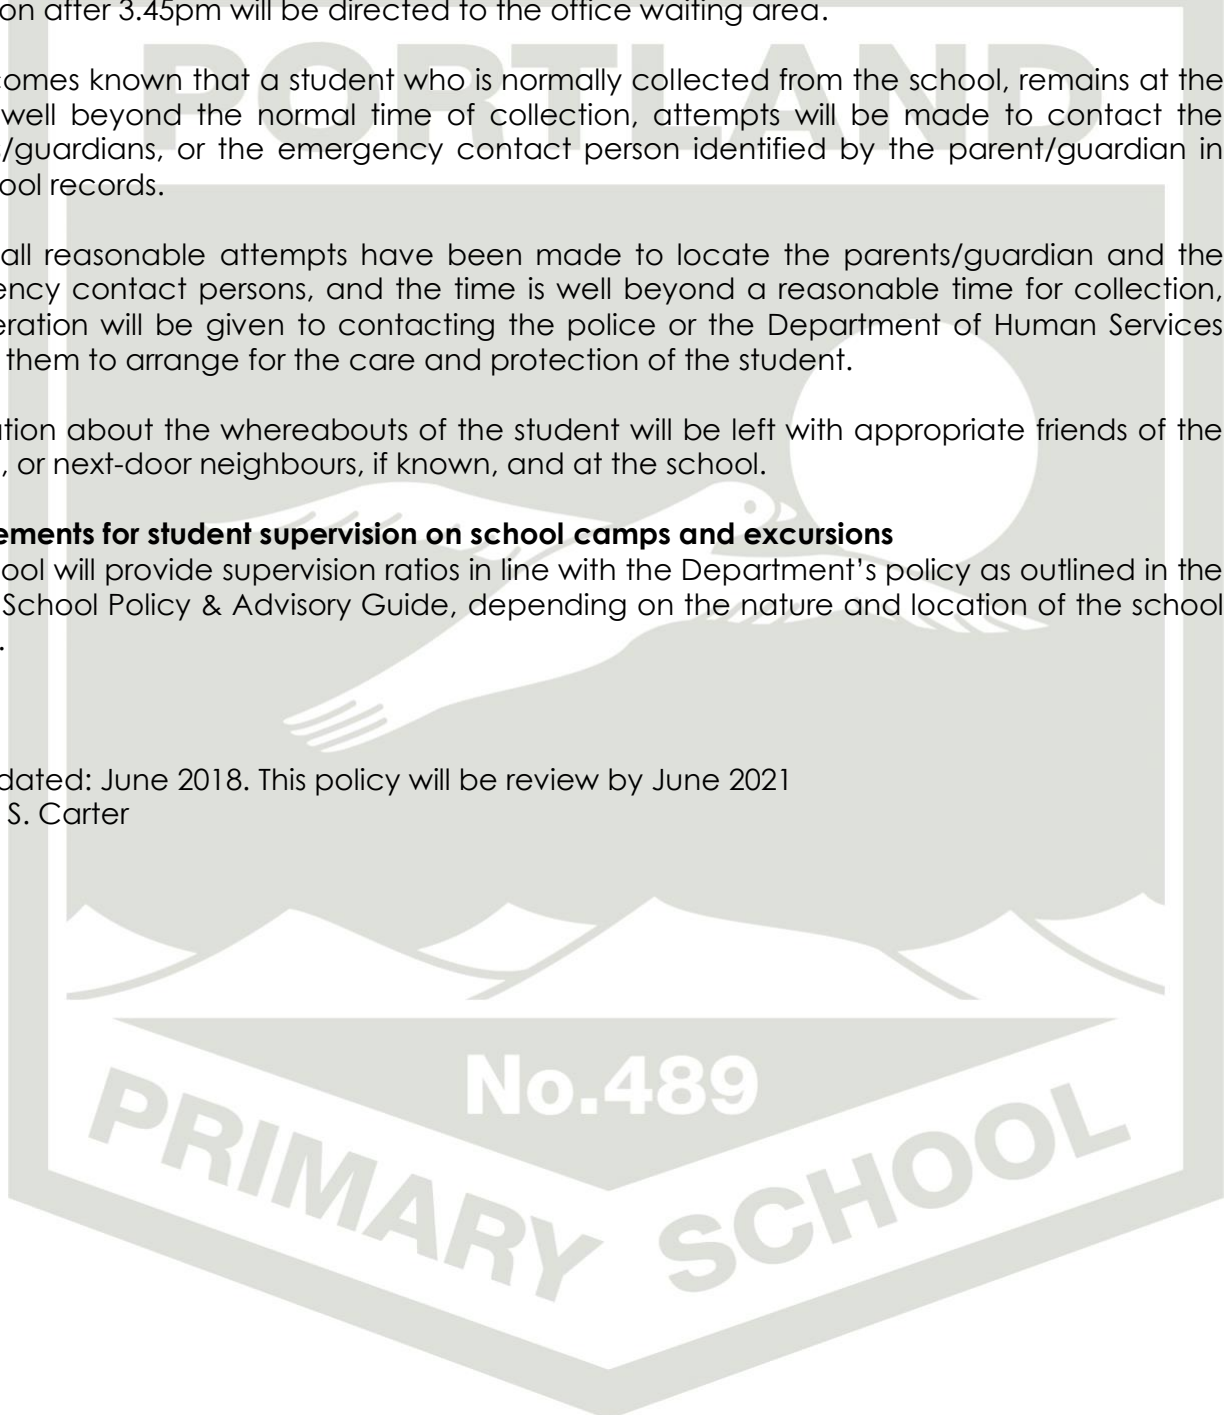 on after 3.45pm will be directed to the office waiting area.
PORTLAND
comes known that a student who is normally collected from the school, remains at the
well beyond the normal time of collection, attempts will be made to contact the
s/guardians, or the emergency contact person identified by the parent/guardian in
ool records.
all reasonable attempts have been made to locate the parents/guardian and the
ency contact persons, and the time is well beyond a reasonable time for collection,
eration will be given to contacting the police or the Department of Human Services
them to arrange for the care and protection of the student.
ation about the whereabouts of the student will be left with appropriate friends of the
, or next-door neighbours, if known, and at the school.
ements for student supervision on school camps and excursions
ool will provide supervision ratios in line with the Department’s policy as outlined in the
School Policy & Advisory Guide, depending on the nature and location of the school
.
dated: June 2018. This policy will be review by June 2021
S. Carter
No.489
PRIMARY SCHOOL